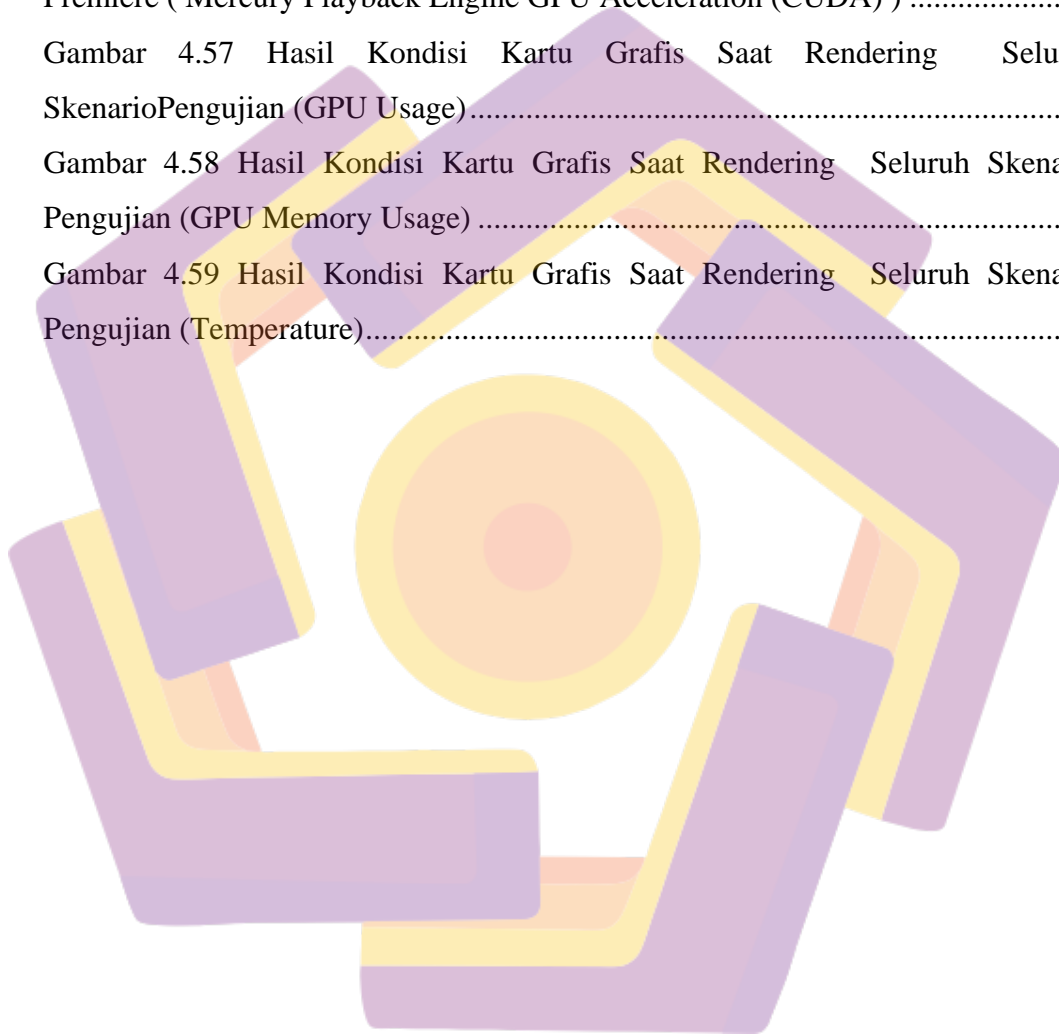 Premiere ( Mercury Playback Engine GPU Acceleration (CUDA) ) ......................
Gambar 4.57 Hasil Kondisi Kartu Grafis Saat Rendering Selu
SkenarioPengujian (GPU Usage)......................................................................................
Gambar 4.58 Hasil Kondisi Kartu Grafis Saat Rendering Seluruh Skena
Pengujian (GPU Memory Usage) .....................................................................................
Gambar 4.59 Hasil Kondisi Kartu Grafis Saat Rendering Seluruh Skena
Pengujian (Temperature)....................................................................................................